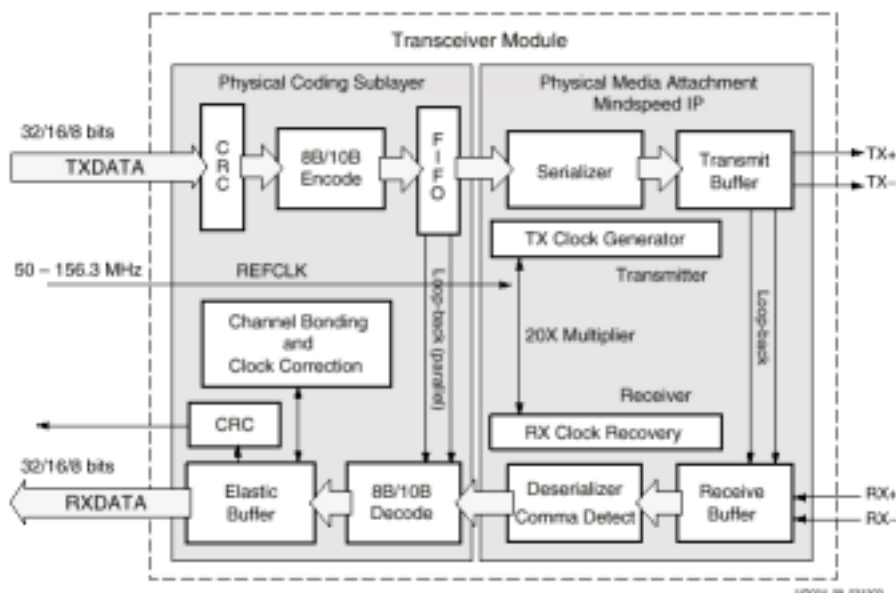 Transceiver Module
Physical Coding Sublayer
Physical Media Attachment
Mindspeed IP
32/16/8 bits
TXDATA
CRC
8B/10B
Encode
FIFO
Serializer
Transmit
Buffer
TX+
TX–
TX Clock Generator
50 – 156.3 MHz
REFCLK
Transmitter
Loop-back (parallel)
Loop-back
Channel Bonding
and
Clock Correction
20X Multiplier
Receiver
CRC
RX Clock Recovery
32/16/8 bits
RXDATA
Elastic
Buffer
8B/10B
Decode
Deserializer
Comma Detect
Receive
Buffer
RX+
RX–